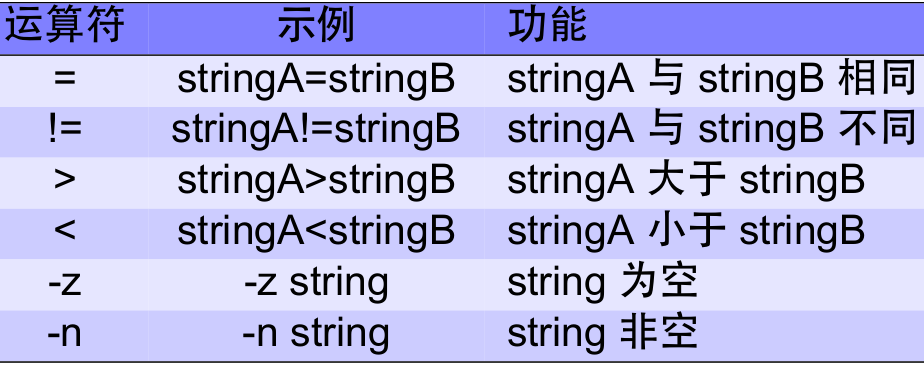 运算符 示例 功能
= stringA=stringB stringA 与 stringB 相同
!= stringA!=stringB stringA 与 stringB 不同
> stringA>stringB stringA 大于 stringB
< stringA<stringB stringA 小于 stringB
-z -z string string 为空
-n -n string string 非空